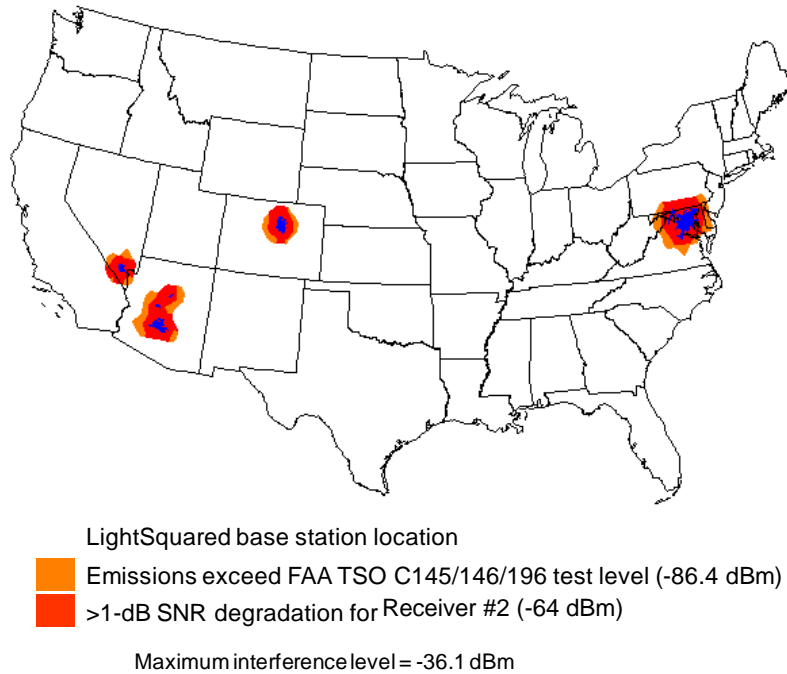 LightSquared base station location
Emissions exceed FAA TSO C145/146/196 test level (-86.4 dBm)
>1-dB SNR degradation for Receiver #2 (-64 dBm)
Maximum interference level = -36.1 dBm